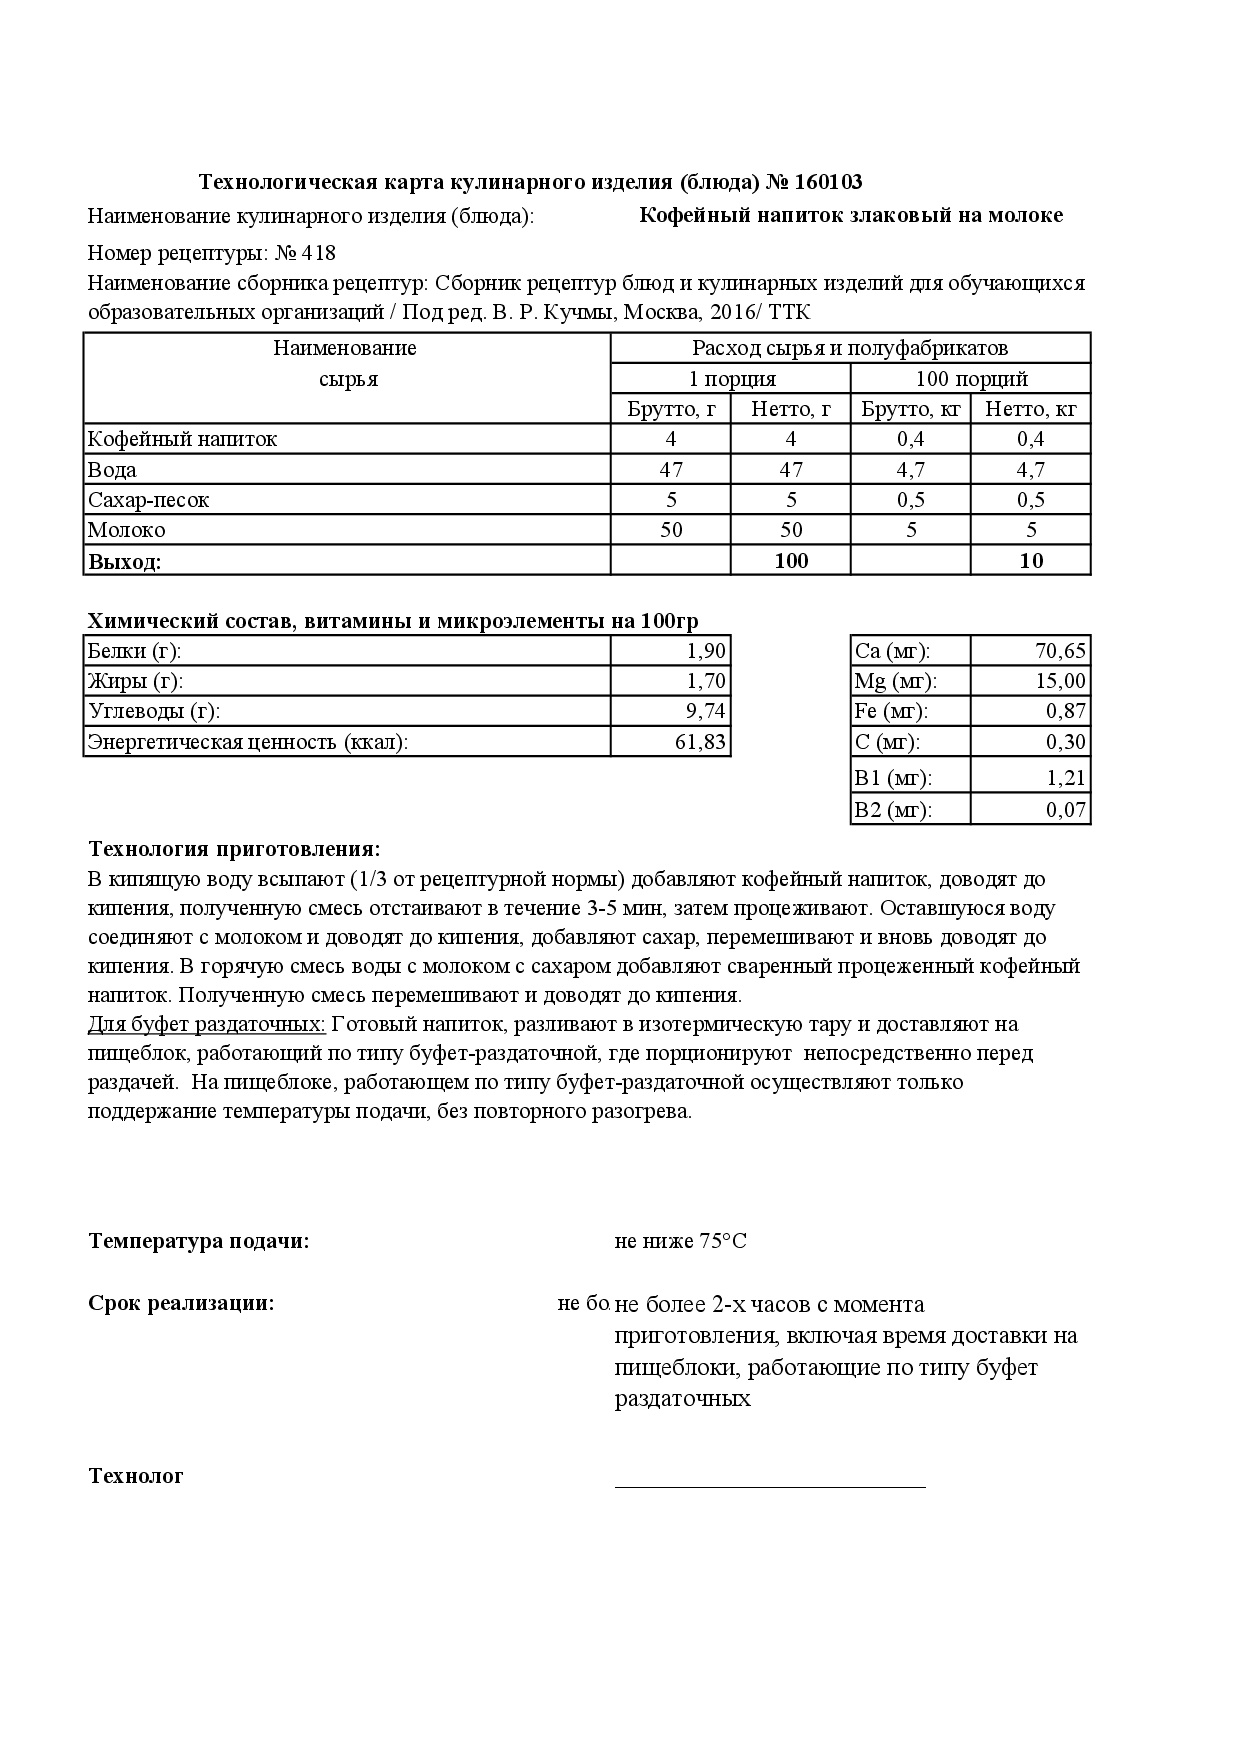 Технологическая карта кулинарного изделия (блюда) № 160103
Наименование кулинарного изделия (блюда): Кофейный напиток злаковый на молоке
Номер рецептуры: № 418
Наименование сборника рецептур: Сборник рецептур блюд и кулинарных изделий для обучающихся
образовательных организаций / Под ред. В. Р. Кучмы, Москва, 2016/ ТТК
Наименование Расход сырья и полуфабрикатов
сырья 1 порция 100 порций
Брутто, г Нетто, г Брутто, кг Нетто, кг
Кофейный напиток 4 4 0,4 0,4
Вода 47 47 4,7 4,7
Сахар-песок 5 5 0,5 0,5
Молоко 50 50 5 5
Выход: 100 10
Химический состав, витамины и микроэлементы на 100гр
Белки (г): 1,90 Ca (мг): 70,65
Жиры (г): 1,70 Mg (мг): 15,00
Углеводы (г): 9,74 Fe (мг): 0,87
Энергетическая ценность (ккал): 61,83 C (мг): 0,30
B1 (мг): 1,21
B2 (мг): 0,07
Технология приготовления:
В кипящую воду всыпают (1/3 от рецептурной нормы) добавляют кофейный напиток, доводят до
кипения, полученную смесь отстаивают в течение 3-5 мин, затем процеживают. Оставшуюся воду
соединяют с молоком и доводят до кипения, добавляют сахар, перемешивают и вновь доводят до
кипения. В горячую смесь воды с молоком с сахаром добавляют сваренный процеженный кофейный
напиток. Полученную смесь перемешивают и доводят до кипения.
Для буфет раздаточных: Готовый напиток, разливают в изотермическую тару и доставляют на
пищеблок, работающий по типу буфет-раздаточной, где порционируют непосредственно перед
раздачей. На пищеблоке, работающем по типу буфет-раздаточной осуществляют только
поддержание температуры подачи, без повторного разогрева.
Температура подачи: не ниже 75°С
Срок реализации: не бо не более 2-х часов с момента
приготовления, включая время доставки на
пищеблоки, работающие по типу буфет
раздаточных
Технолог